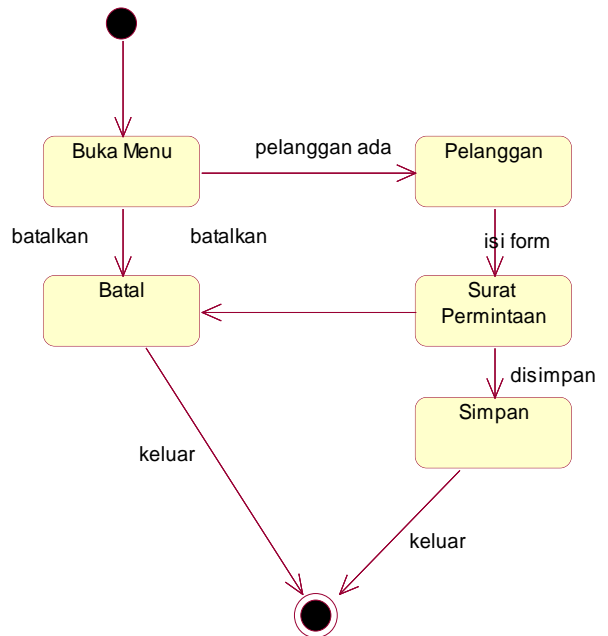 Buka Menu
pelanggan ada
Pelanggan
batalkan
batalkan
isi form
Batal
Surat
Permintaan
disimpan
Simpan
keluar
keluar